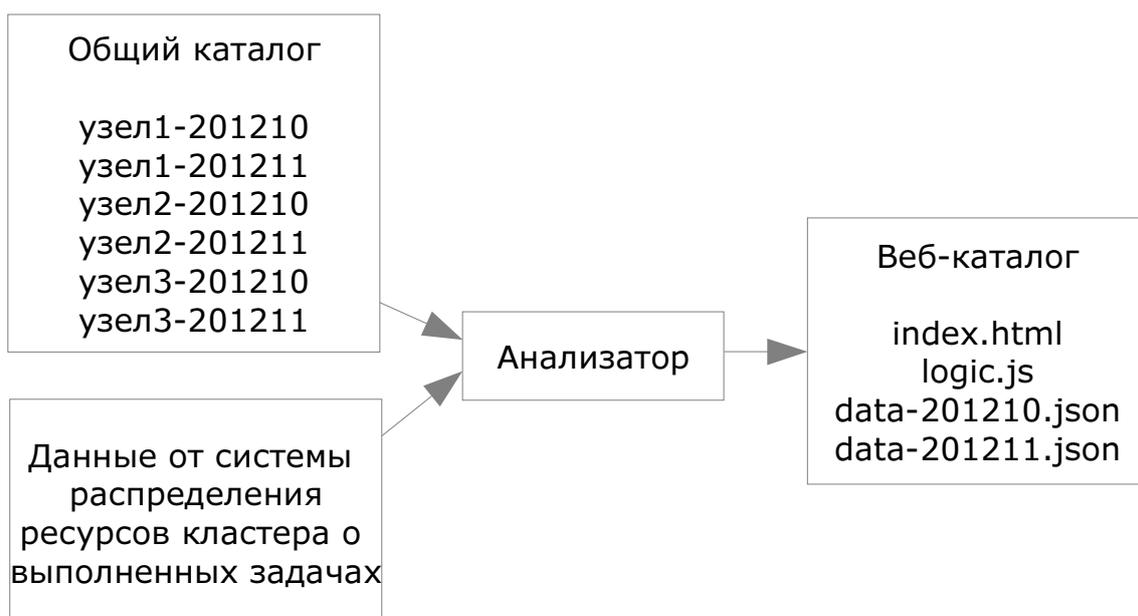 Общий каталог
узел1-201210
узел1-201211
узел2-201210
узел2-201211
узел3-201210
узел3-201211
Данные от системы
распределения
ресурсов кластера о
выполненных задачах
Анализатор
Веб-каталог
index.html
logic.js
data-201210.json
data-201211.json